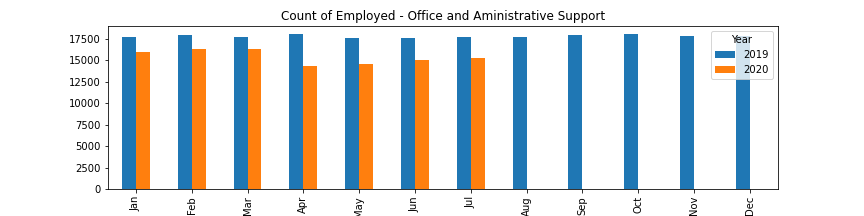 Count of Employed - Office and Aministrative Support
17500
15000
12500
10000
7500
5000
2500
0
Year
2019
2020
Jan
Feb
Mar
Apr
May
Jun
Jul
Aug
Sep
Oct
Nov
Dec